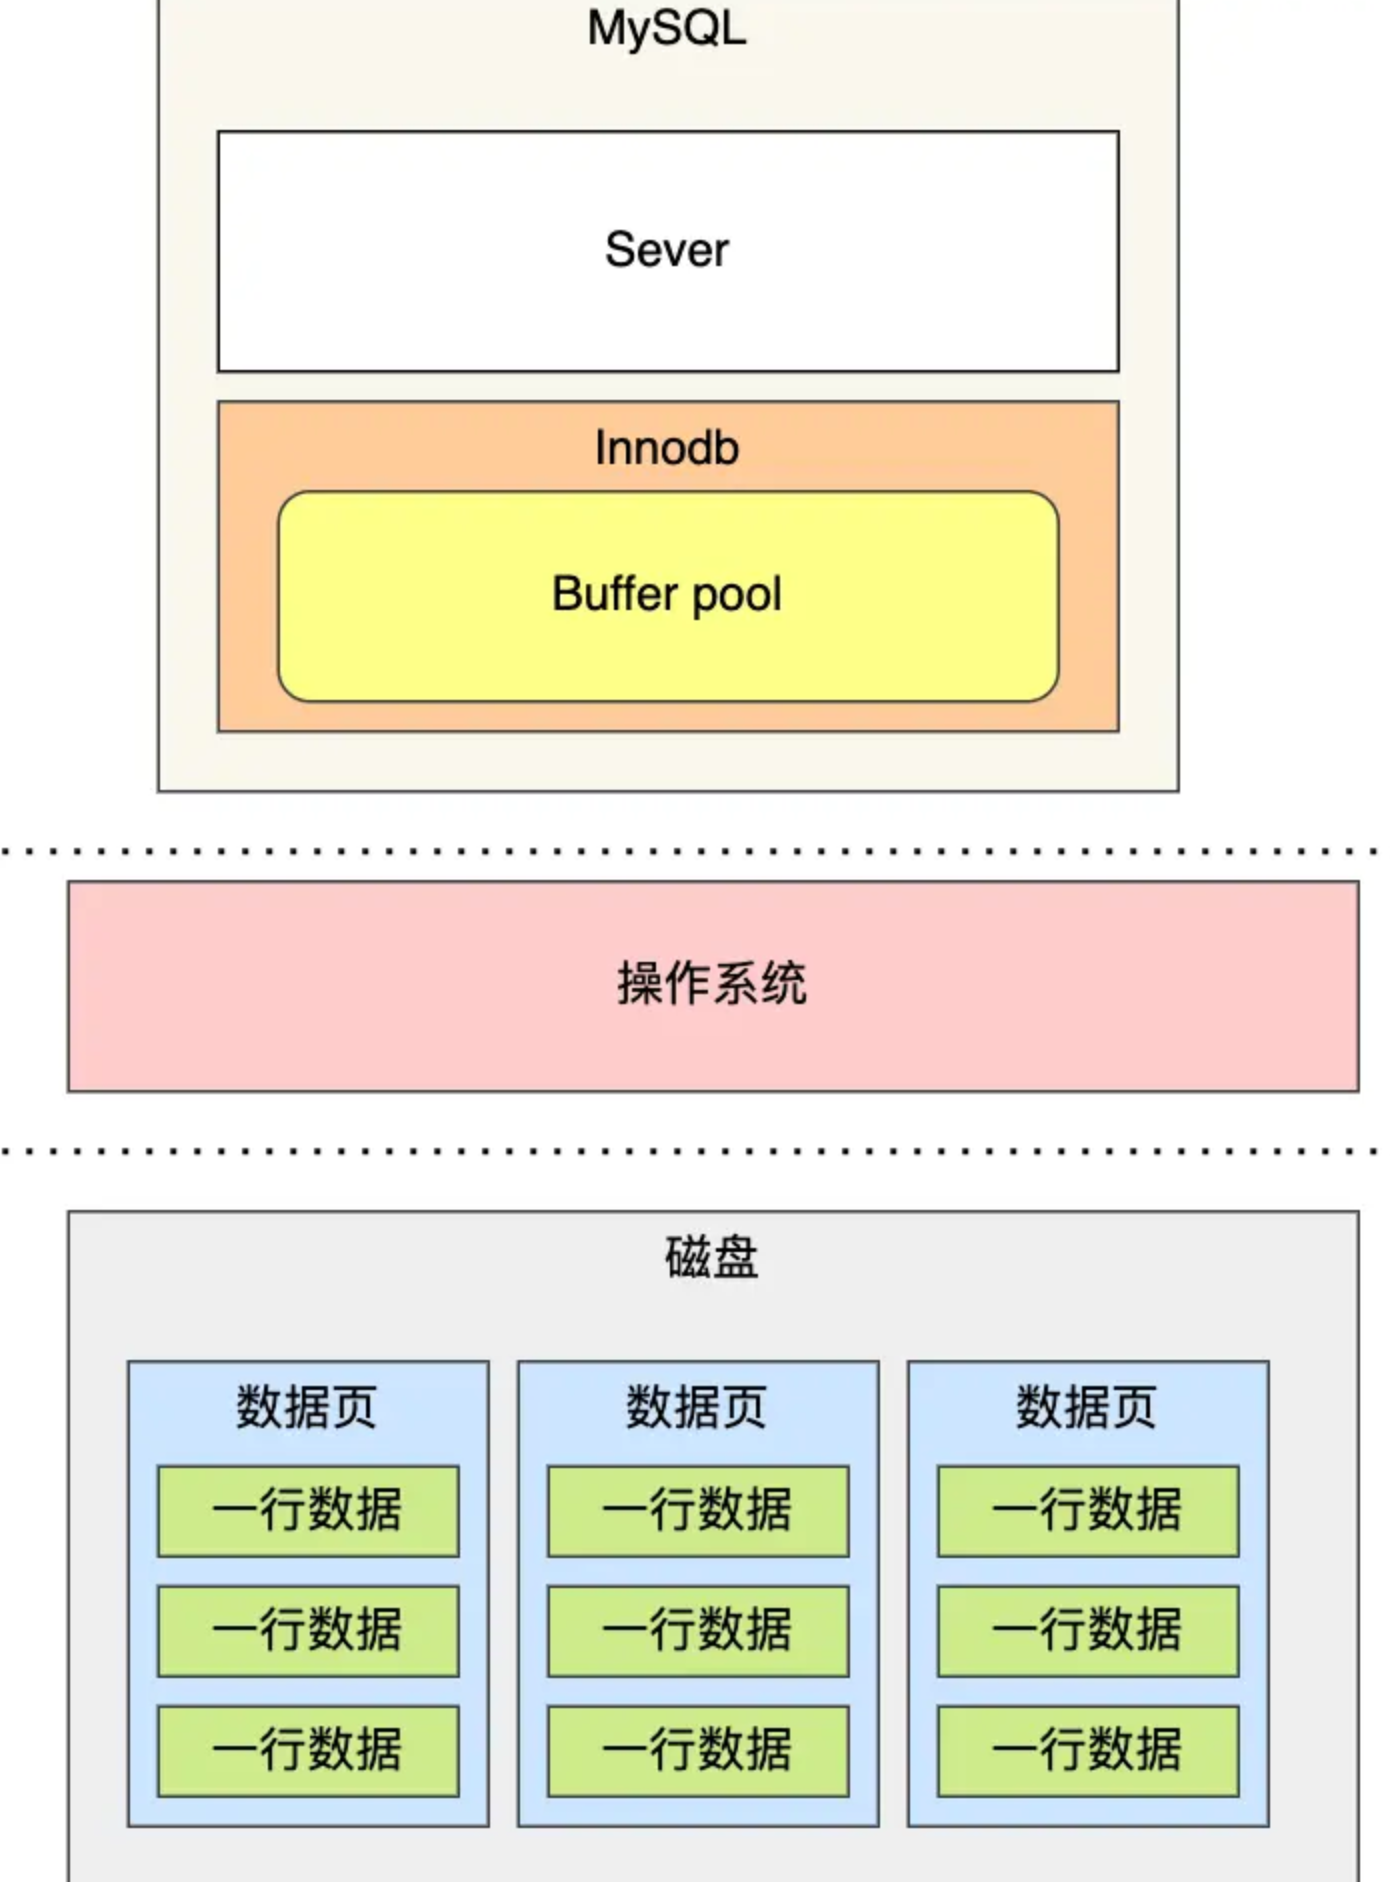 MySQL
Sever
Innodb
Buffer pool
操作系统
磁盘
数据页 数据页 数据页
一行数据 一行数据 一行数据
一行数据 一行数据 一行数据
一行数据 一行数据 一行数据